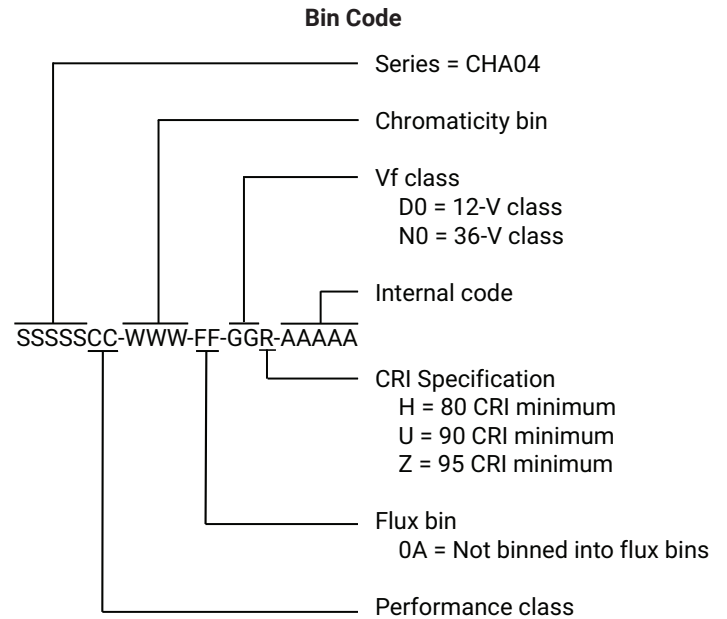 Bin Code
Series = CHA04
Chromaticity bin
Vf class
D0 = 12-V class
N0 = 36-V class
Internal code
SSSSSCC-WWW-FF-GGR-AAAAA
CRI Specification
H = 80 CRI minimum
U = 90 CRI minimum
Z = 95 CRI minimum
Flux bin
0A = Not binned into flux bins
Performance class